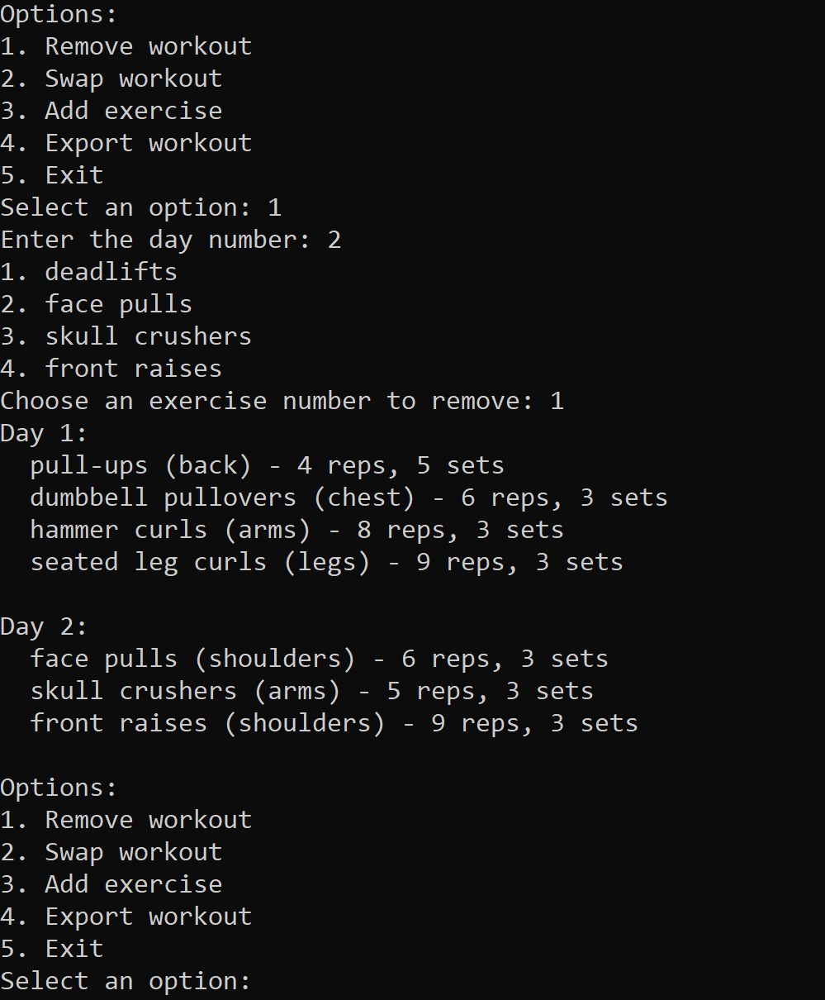 Options:
1. Remove workout
2. Swap workout
3. Add exercise
4. Export workout
5. Exit
Select an option: 1
Enter the day number: 2
1. deadlifts
2. face pulls
3. skull crushers
4. front raises
Choose an exercise number to remove: 1
Day 1:
  pull-ups (back) - 4 reps, 5 sets
  dumbbell pullovers (chest) - 6 reps, 3 sets
  hammer curls (arms) - 8 reps, 3 sets
  seated leg curls (legs) - 9 reps, 3 sets

Day 2:
  face pulls (shoulders) - 6 reps, 3 sets
  skull crushers (arms) - 5 reps, 3 sets
  front raises (shoulders) - 9 reps, 3 sets

Options:
1. Remove workout
2. Swap workout
3. Add exercise
4. Export workout
5. Exit
Select an option: